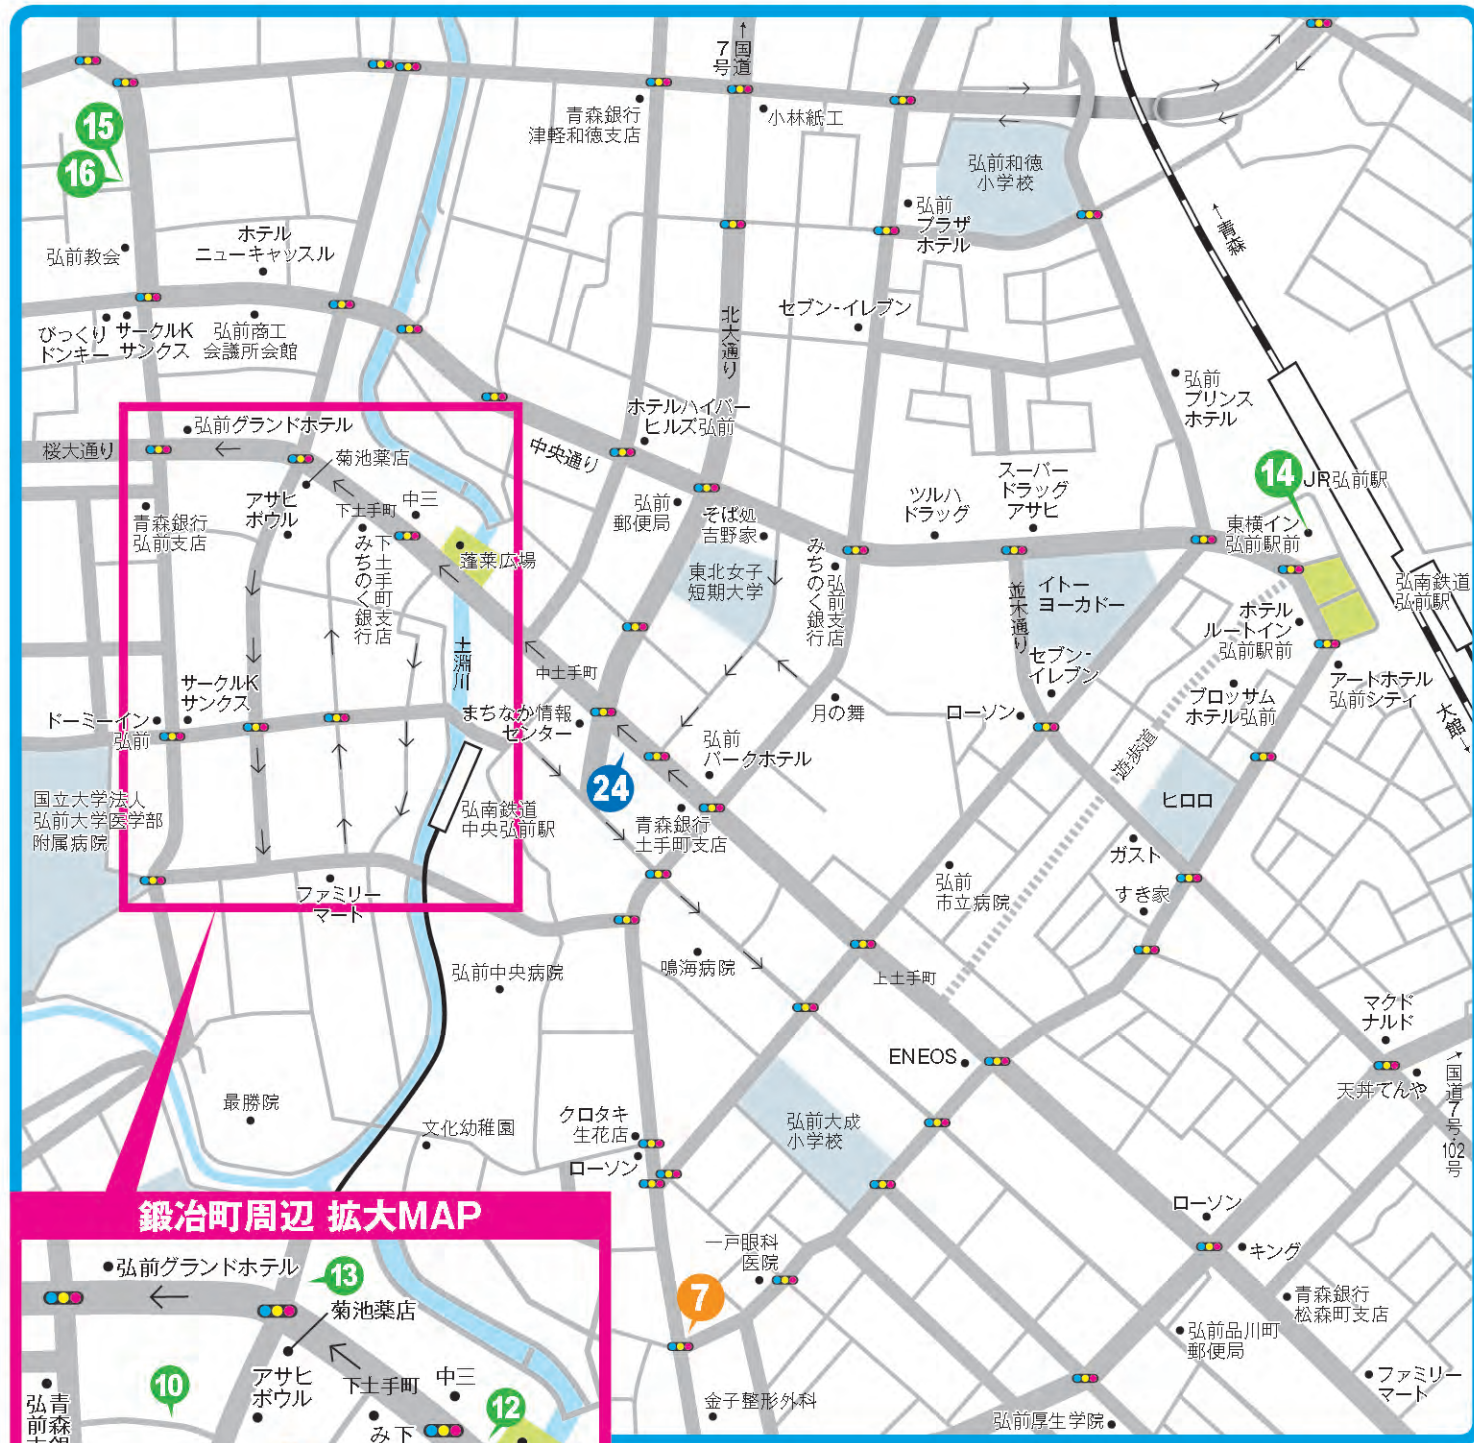 ↑国道
7号
青森銀行
津軽和徳支店
小林紙工
弘前和徳
小学校
15
16
弘前教会
ホテル
ニューキャッスル
弘前
プラザ
ホテル
↑青森
びっくり
ドンキー
サークルK
サンクス
弘前商工
会議所会館
北大通り
セブン-イレブン
弘前
プリンス
ホテル
桜大通り
弘前グランドホテル
菊池薬店
ホテルハイパー
ヒルズ弘前
中央通り
アサヒ
ボウル
下土手町
中三
青森銀行
弘前支店
みちのく銀行
下土手町支店
蓬莱広場
弘前
郵便局
そば処
吉野家
東北女子
短期大学
みちのく銀行
弘前支店
ツルハ
ドラッグ
スーパー
ドラッグ
アサヒ
14
JR弘前駅
東横イン
弘前駅前
弘南鉄道
弘前駅
並木通り
イトー
ヨーカドー
セブン-
イレブン
ホテル
ルートイン
弘前駅前
アートホテル
弘前シティ
大館→
ブロッサム
ホテル弘前
遊歩道
ヒロロ
土淵川
中土手町
サークルK
サンクス
ドーミーイン
弘前
まちなか情報
センター
月の舞
ローソン
弘前
パークホテル
24
国立大学法人
弘前大学医学部
附属病院
弘南鉄道
中央弘前駅
青森銀行
土手町支店
ガスト
すき家
弘前
市立病院
ファミリー
マート
弘前中央病院
鳴海病院
上土手町
マクド
ナルド
天丼てんや
↑国道7号・102号
ENEOS
最勝院
文化幼稚園
クロタキ
生花店
ローソン
弘前大成
小学校
ローソン
キング
青森銀行
松森町支店
一戸眼科
医院
7
弘前品川町
郵便局
ファミリー
マート
金子整形外科
弘前厚生学院
鍛冶町周辺 拡大MAP
弘前グランドホテル
13
菊池薬店
10
アサヒ
ボウル
下土手町
中三
12
青森銀
弘前支
み
下